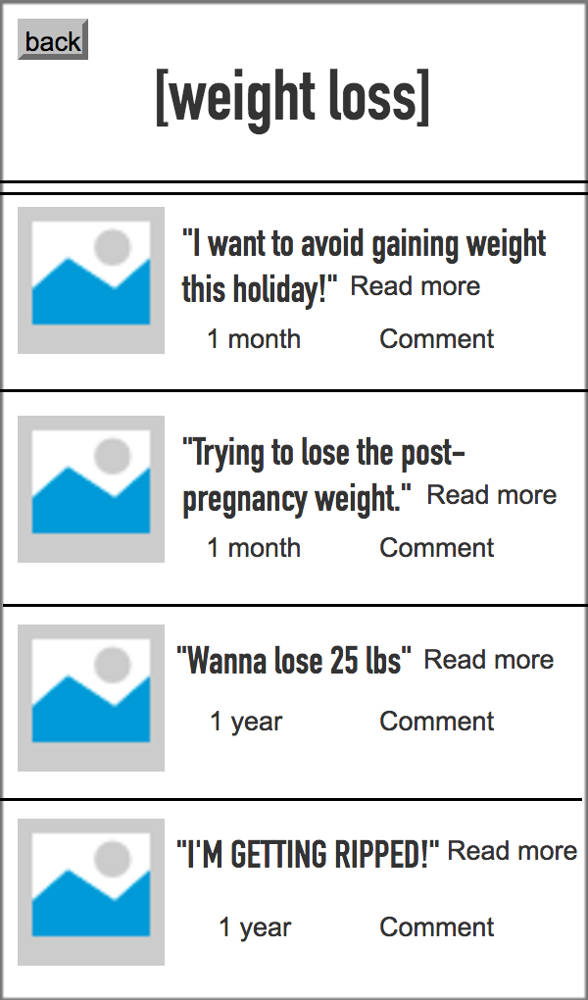 back
[weight loss]
"I want to avoid gaining weight
this holiday!" Read more
1 month Comment
"Trying to lose the post-
pregnancy weight." Read more
1 month Comment
"Wanna lose 25 lbs" Read more
1 year Comment
"I'M GETTING RIPPED!" Read more
1 year Comment